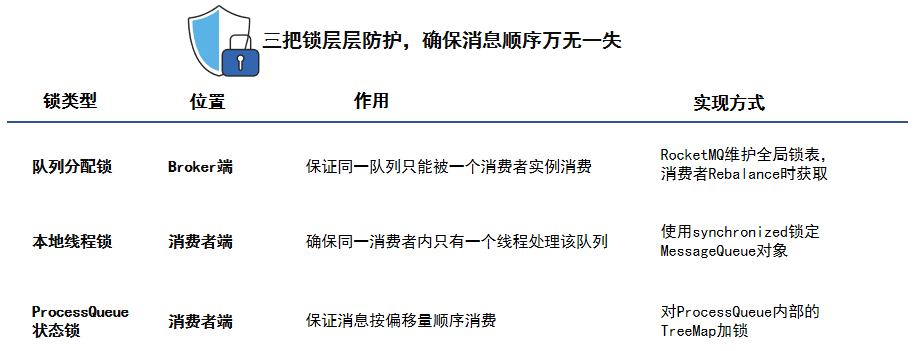 三把锁层层防护，确保消息顺序万无一失
锁类型 位置 作用 实现方式
队列分配锁 Broker端 保证同一队列只能被一个消费者实例消费 RocketMQ维护全局锁表，
消费者Rebalance时获取
本地线程锁 消费者端 确保同一消费者内只有一个线程处理该队列 使用synchronized锁定
MessageQueue对象
ProcessQueue
状态锁 消费者端 保证消息按偏移量顺序消费 对ProcessQueue内部的
TreeMap加锁